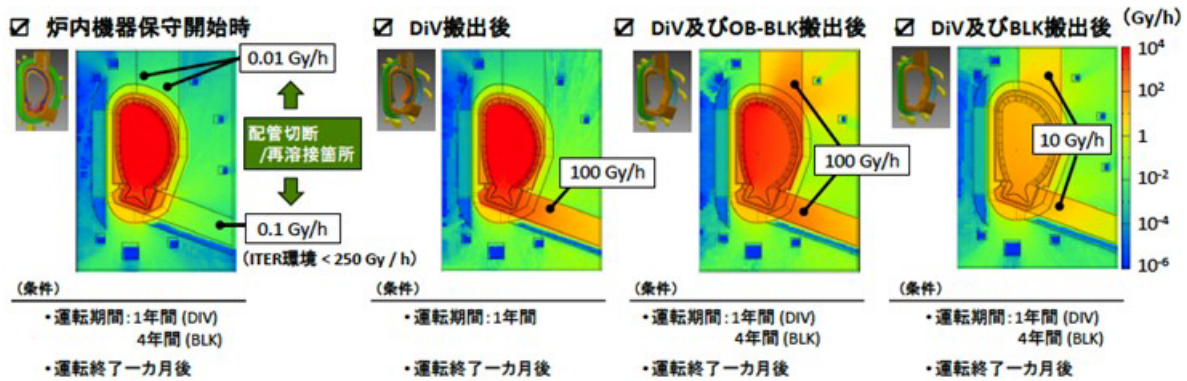 ☑ 炉内機器保守開始時
0.01 Gy/h
配管切断
/再溶接箇所
0.1 Gy/h
(ITER環境 < 250 Gy / h)
(条件)
・運転期間:1年間 (DIV)
4年間 (BLK)
・運転終了一カ月後
☑ DiV搬出後
100 Gy/h
(条件)
・運転期間:1年間
・運転終了一カ月後
☑ DiV及びOB-BLK搬出後
100 Gy/h
(条件)
・運転期間:1年間 (DIV)
4年間 (BLK)
・運転終了一カ月後
☑ DiV及びBLK搬出後
10 Gy/h
(条件)
・運転期間:1年間 (DIV)
4年間 (BLK)
・運転終了一カ月後
(Gy/h)
10⁴
10²
1
10⁻²
10⁻⁴
10⁻⁶